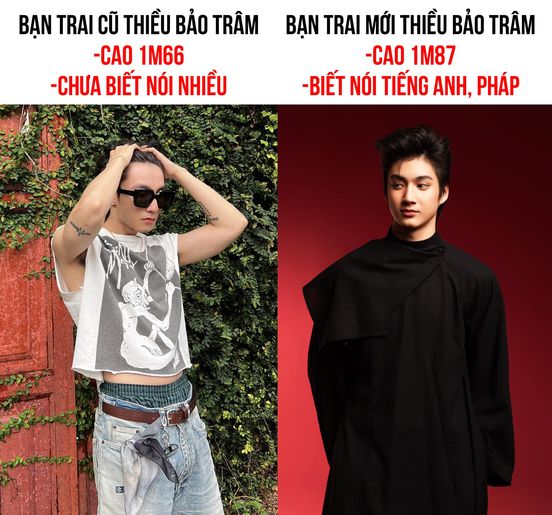 BẠN TRAI CŨ THIỀU BẢO TRÂM
-CAO 1M66
-CHƯA BIẾT NÓI NHIỀU
BẠN TRAI MỚI THIỀU BẢO TRÂM
-CAO 1M87
-BIẾT NÓI TIẾNG ANH, PHÁP